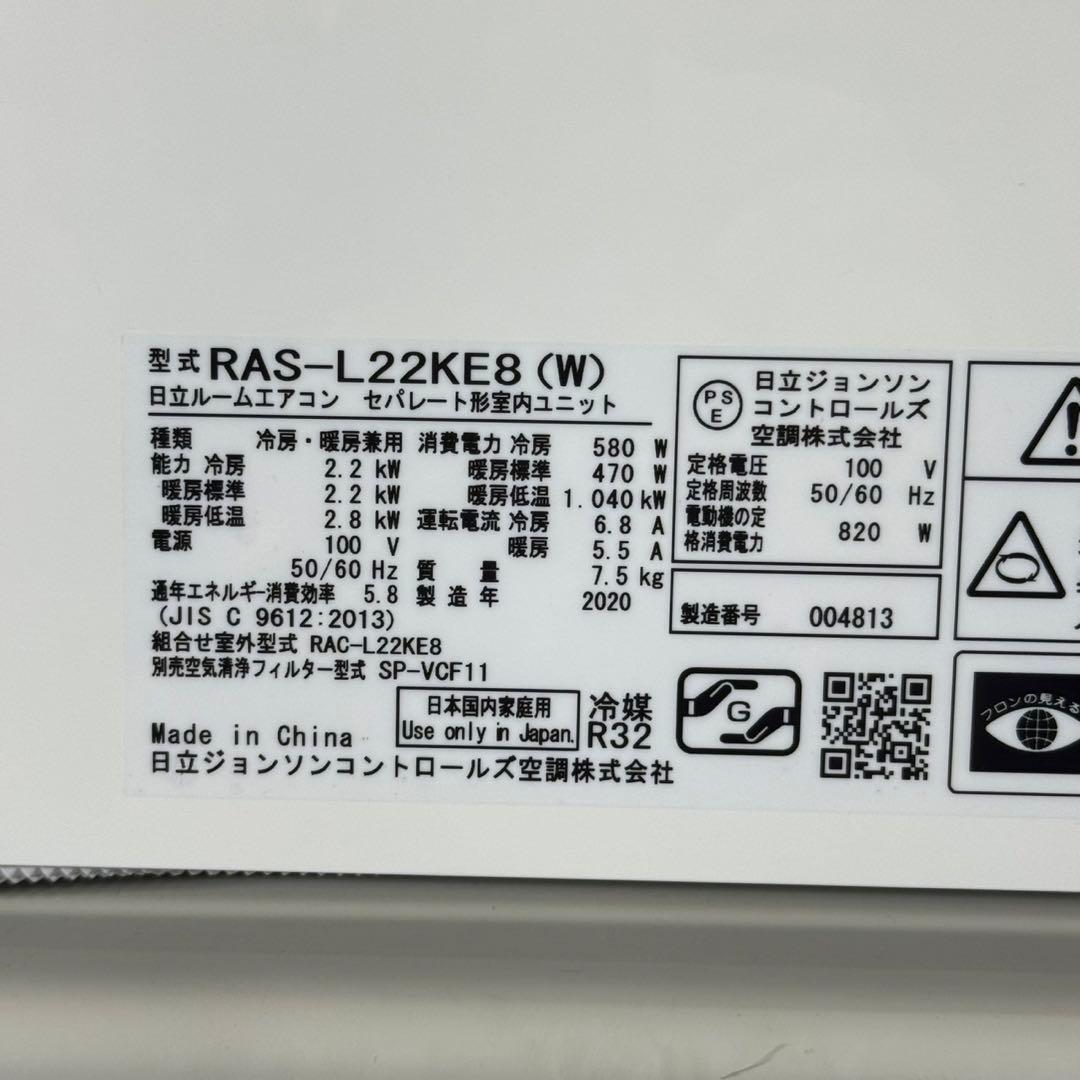 型式 RAS-L22KE8 (W)
日立ルームエアコン セパレート形室内ユニット
種類 冷房・暖房兼用
能力 冷房 2.2 kW
暖房標準 2.2 kW
暖房低温 2.8 kW
電源 100 V
50/60 Hz
通年エネルギー消費効率 5.8
(JIS C 9612:2013)
組合せ室外型式 RAC-L22KE8
別売空気清浄フィルター型式 SP-VCF11
消費電力 冷房 580 W
暖房標準 470 W
暖房低温 1.040 kW
運転電流 冷房 6.8 A
暖房 5.5 A
質量 7.5 kg
製造年 2020
日本国内家庭用
Use only in Japan.
冷媒
R32
Made in China
日立ジョンソンコントロールズ空調株式会社
PS
E
日立ジョンソン
コントロールズ
空調株式会社
定格電圧 100 V
定格周波数 50/60 Hz
電動機の定
格消費電力 820 W
製造番号 004813
G
フロンの見える